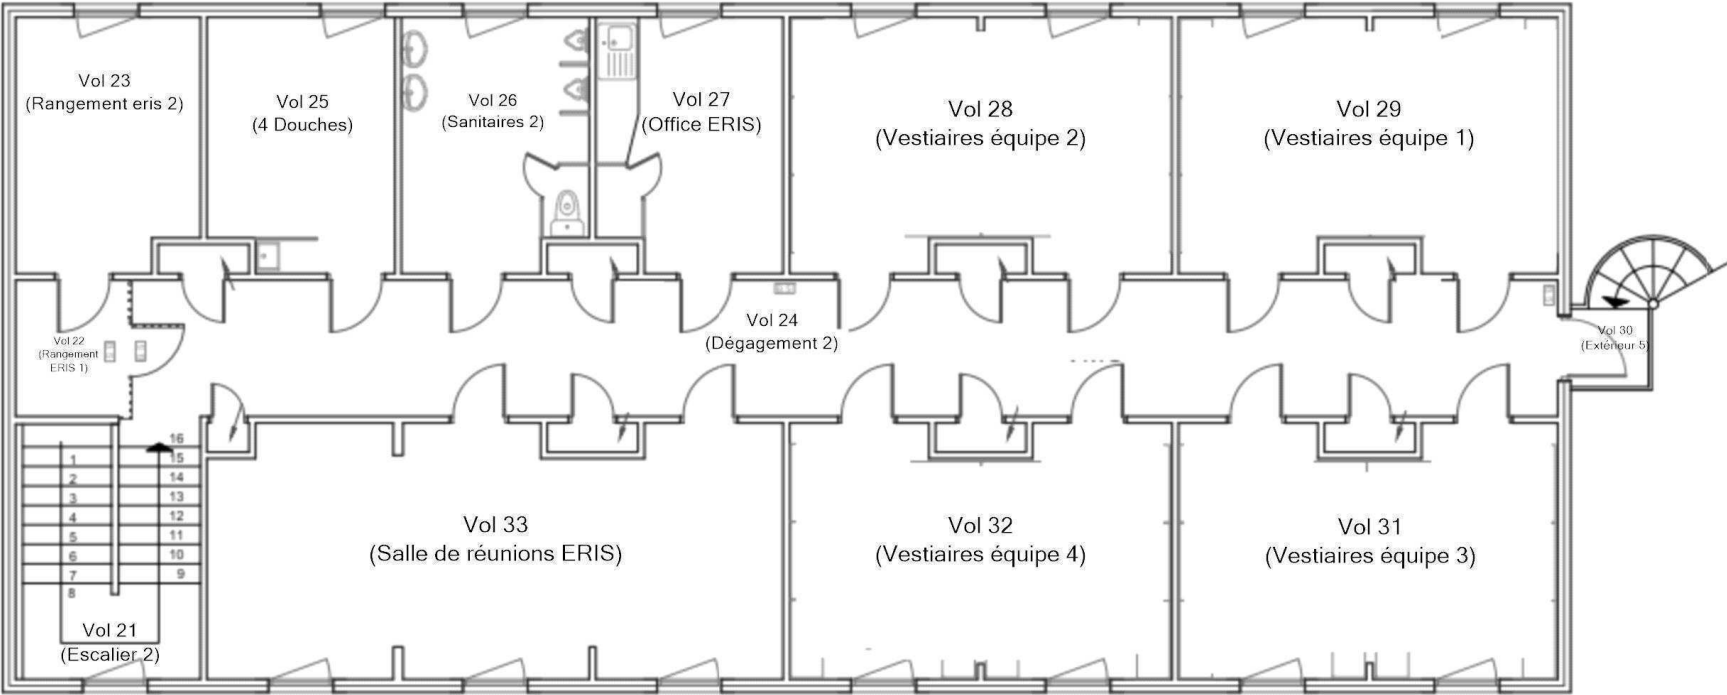 Vol 23
(Rangement eris 2)
Vol 25
(4 Douches)
Vol 26
(Sanitaires 2)
Vol 27
(Office ERIS)
Vol 28
(Vestiaires équipe 2)
Vol 29
(Vestiaires équipe 1)
Vol 22
(Rangement
ERIS 1)
Vol 24
(Dégagement 2)
Vol 30
(Extérieur 5)
16
15
14
13
12
11
10
9
1
2
3
4
5
6
7
8
Vol 21
(Escalier 2)
Vol 33
(Salle de réunions ERIS)
Vol 32
(Vestiaires équipe 4)
Vol 31
(Vestiaires équipe 3)